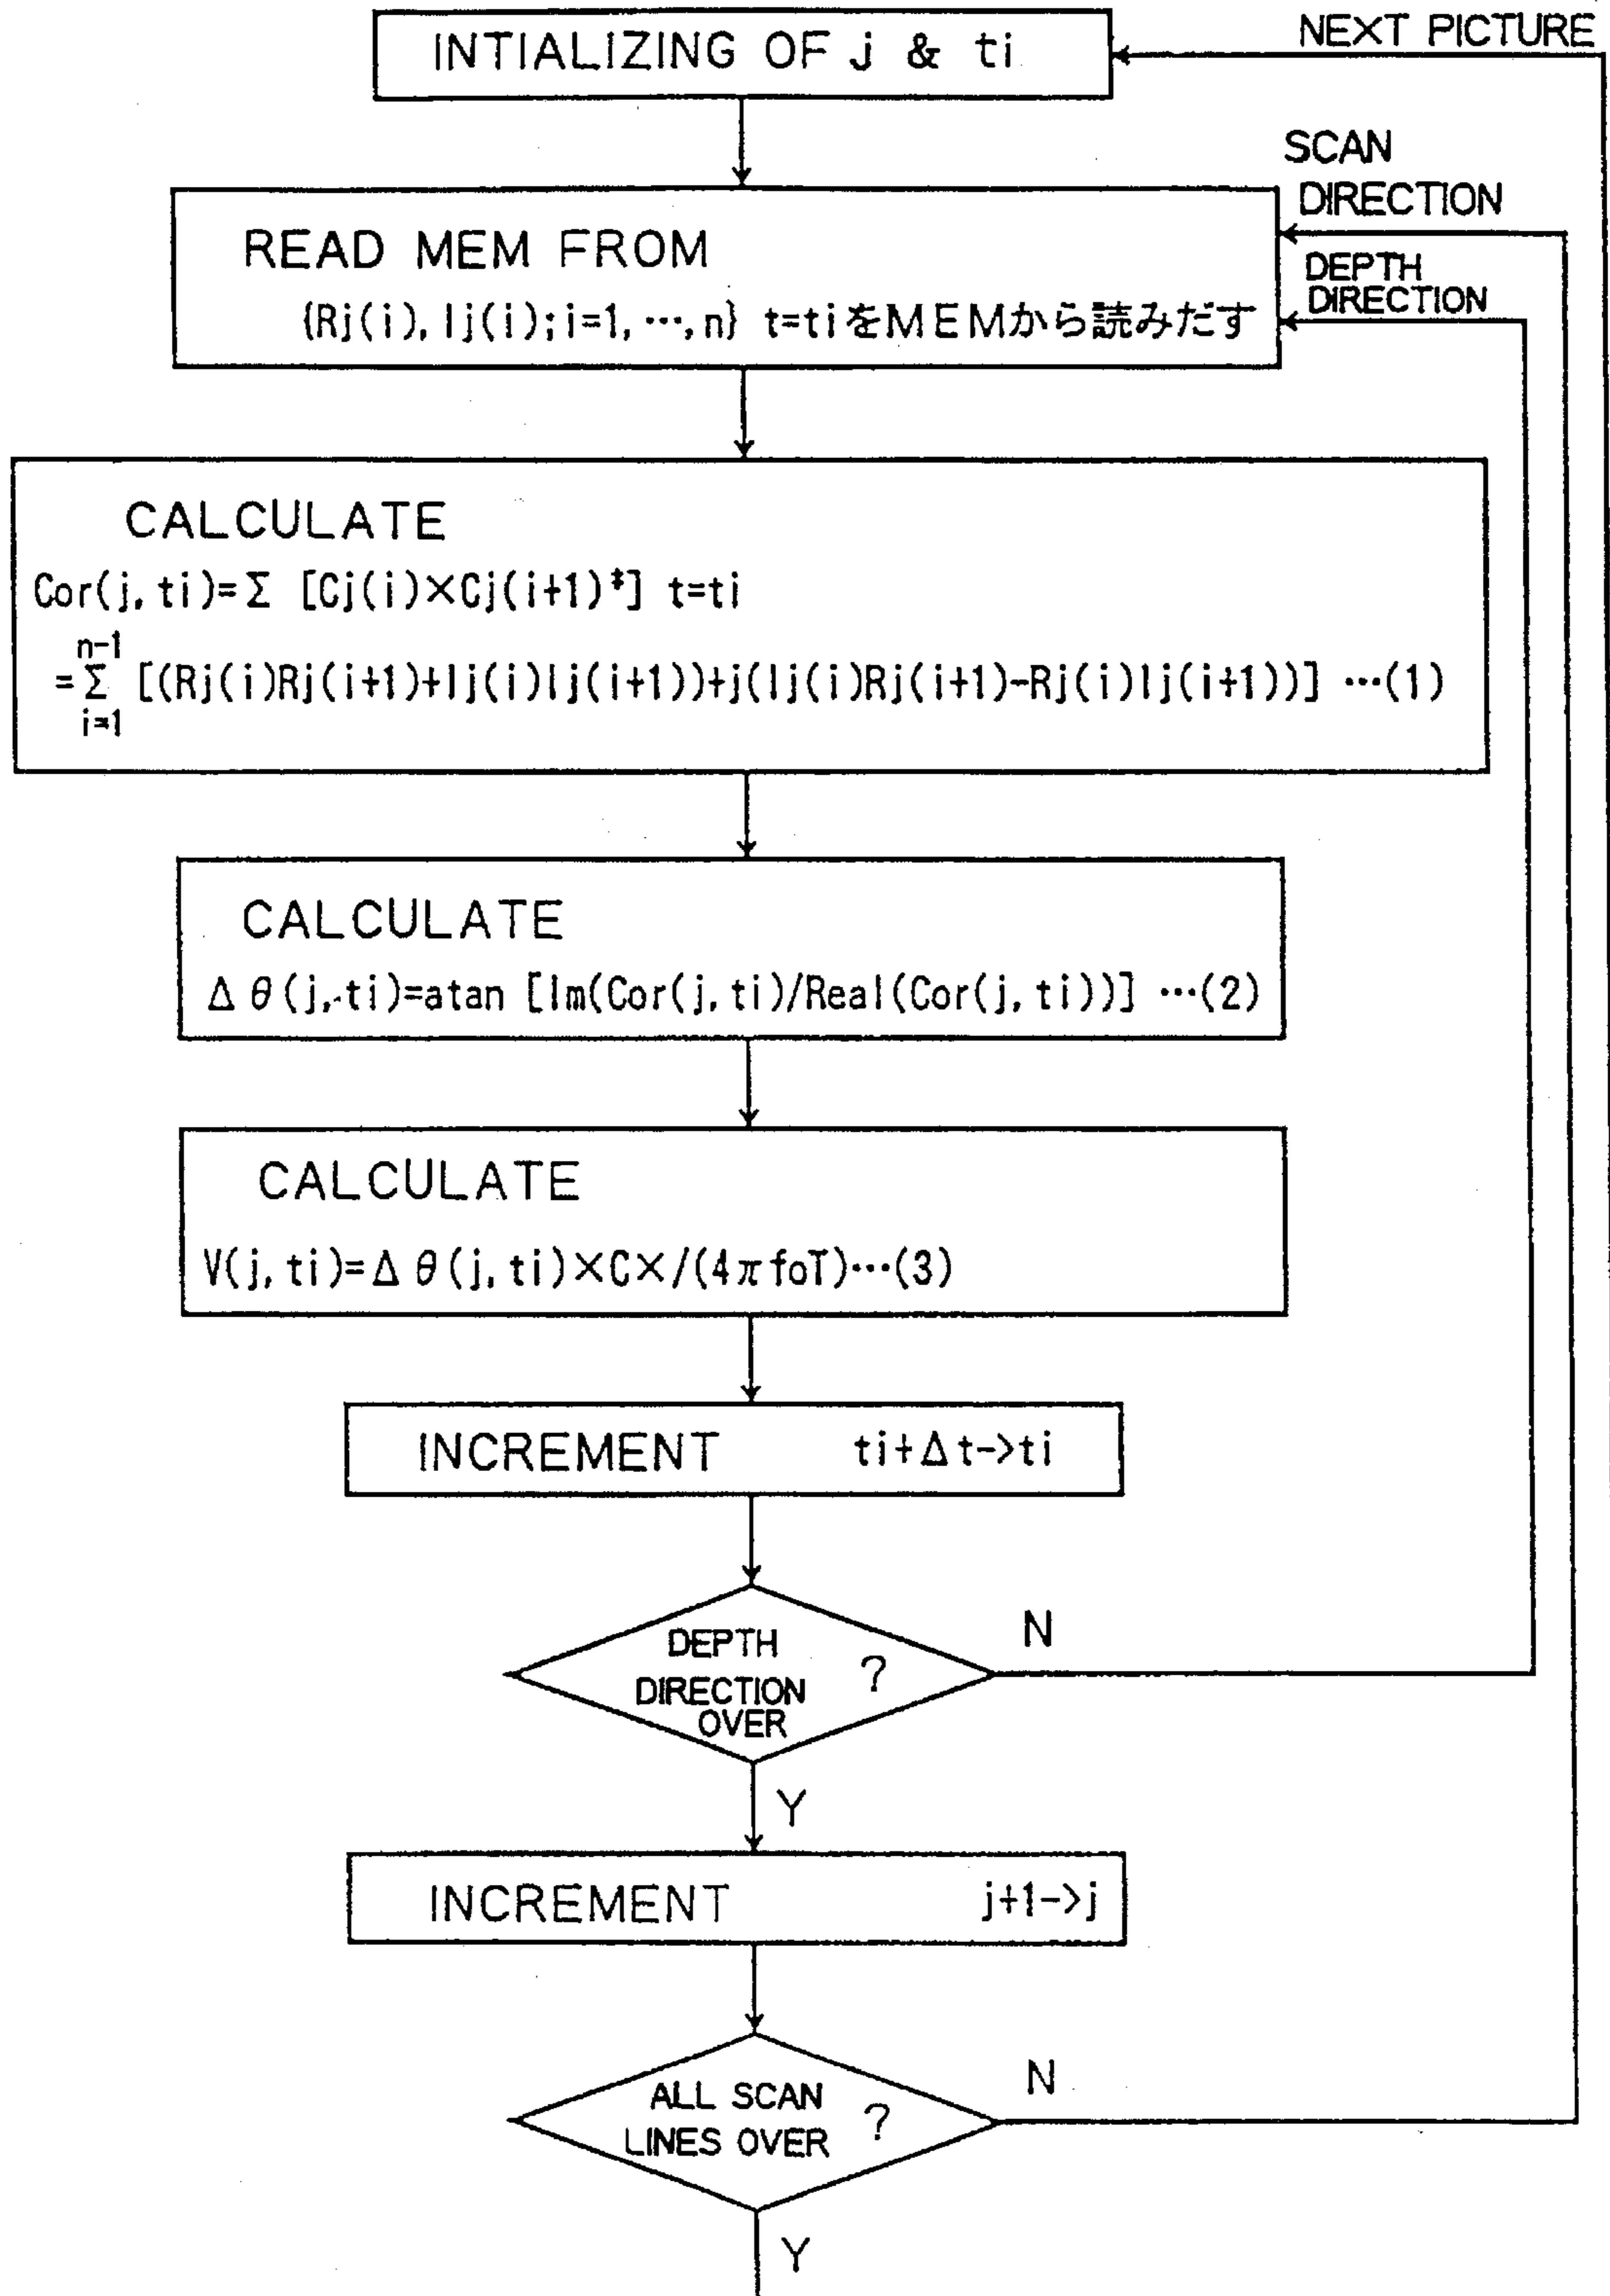 INTIALIZING OF j & ti
NEXT PICTURE
SCAN
DIRECTION
READ MEM FROM
{Rj(i), Ij(i);i=1, ⋯,n} t=tiをMEMから読みだす
DEPTH
DIRECTION
CALCULATE
Cor(j, ti)=Σ [Cj(i)×Cj(i+1)*] t=ti
n-1
=Σ [(Rj(i)Rj(i+1)+Ij(i)Ij(i+1))+j(Ij(i)Rj(i+1)-Rj(i)Ij(i+1))] ⋯(1)
i=1
CALCULATE
Δθ(j, ti)=atan [Im(Cor(j, ti)/Real(Cor(j, ti))] ⋯(2)
CALCULATE
V(j, ti)=Δθ(j, ti)×C×/(4πfoT)⋯(3)
INCREMENT ti+Δt->ti
DEPTH
DIRECTION ?
OVER
N
Y
INCREMENT j+1->j
ALL SCAN
LINES OVER ?
N
Y